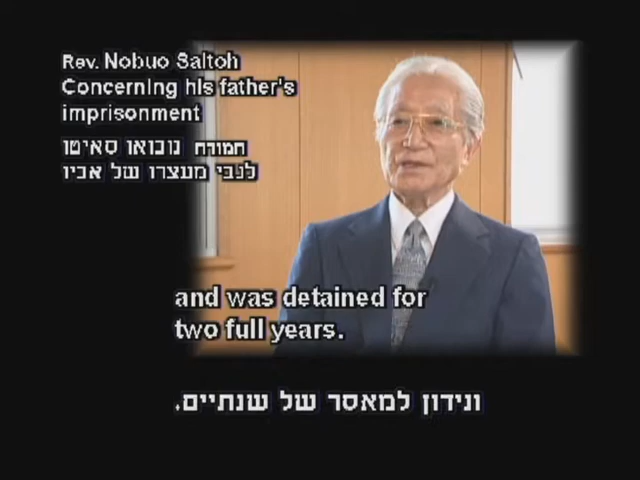 Rev. Nobuo Saitoh
Concerning his father's
imprisonment
חמורה נובואו סאיטו
לגבי מעצרו של אביו
and was detained for
two full years.
ונידון למאסר של שנתיים.